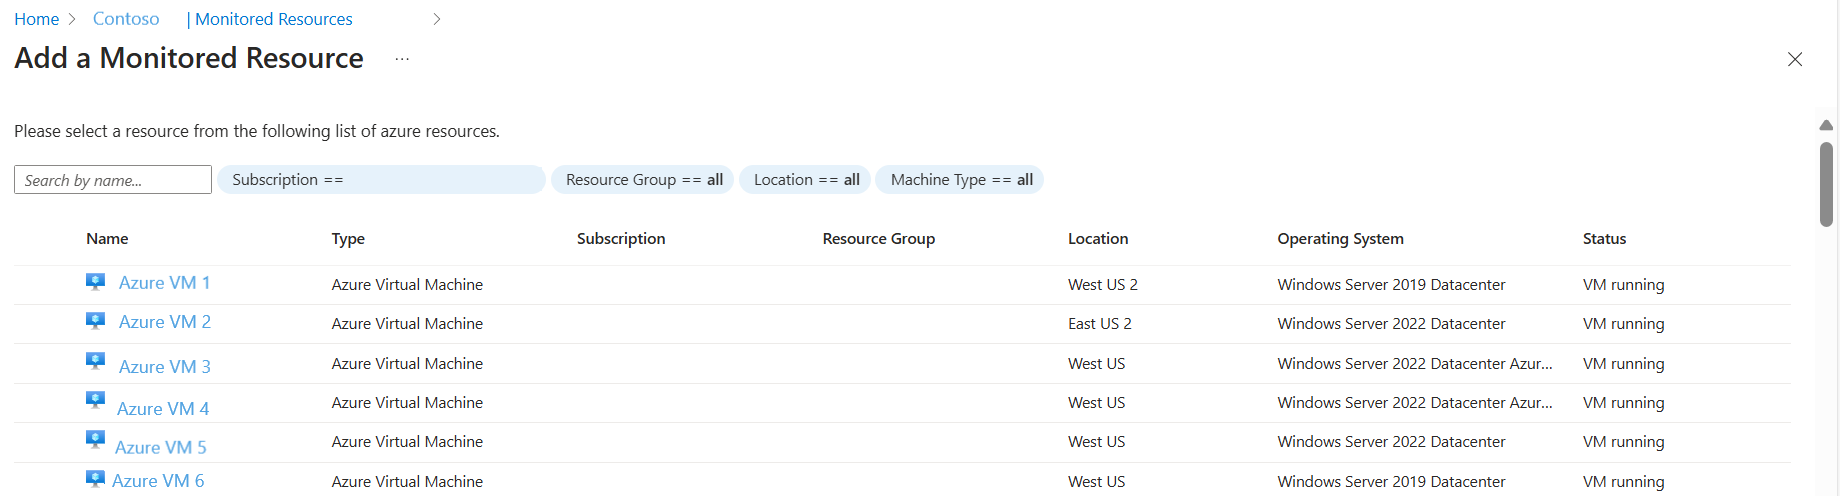 Home > Contoso | Monitored Resources >
Add a Monitored Resource ...
Please select a resource from the following list of azure resources.
Search by name... Subscription == Resource Group == all Location == all Machine Type == all
Name Type Subscription Resource Group Location Operating System Status
Azure VM 1 Azure Virtual Machine West US 2 Windows Server 2019 Datacenter VM running
Azure VM 2 Azure Virtual Machine East US 2 Windows Server 2022 Datacenter VM running
Azure VM 3 Azure Virtual Machine West US Windows Server 2022 Datacenter Azur... VM running
Azure VM 4 Azure Virtual Machine West US Windows Server 2022 Datacenter Azur... VM running
Azure VM 5 Azure Virtual Machine West US Windows Server 2022 Datacenter VM running
Azure VM 6 Azure Virtual Machine West US Windows Server 2019 Datacenter VM running